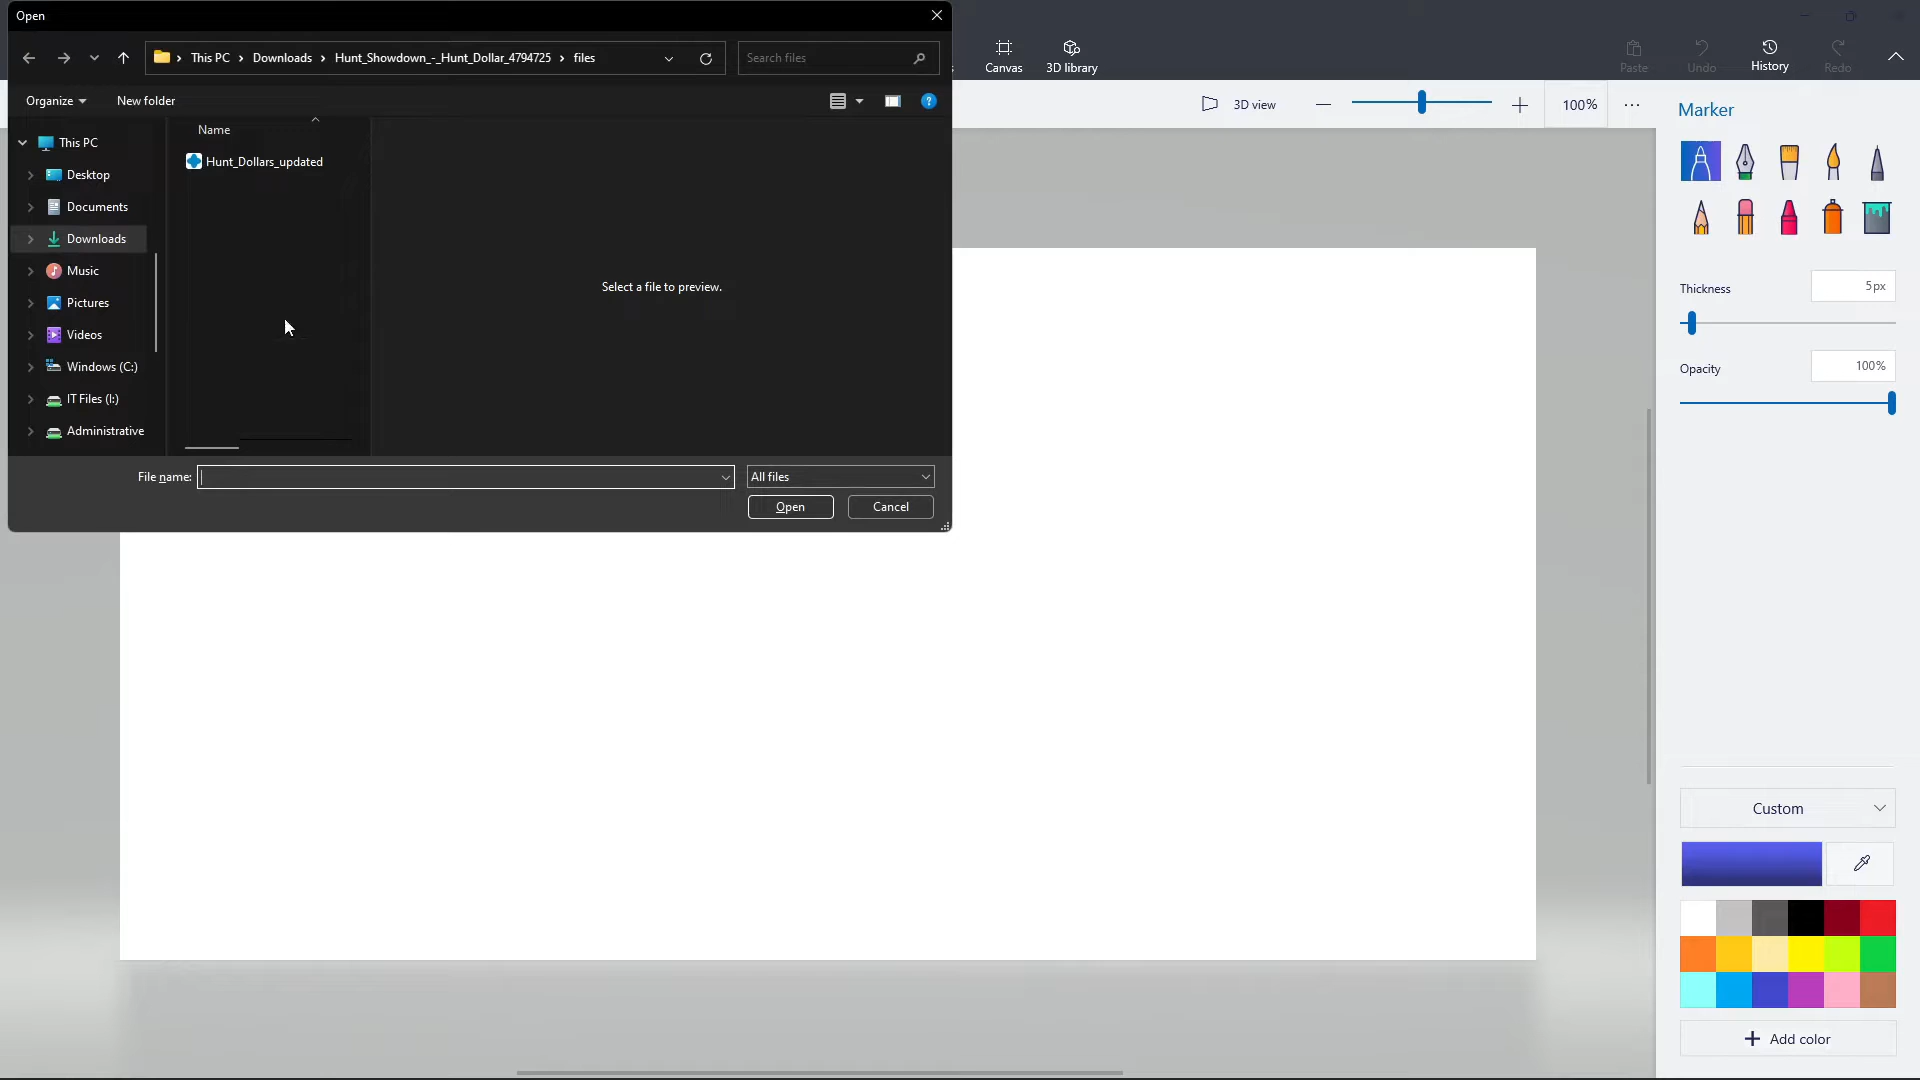 Open
This PC > Downloads > Hunt_Showdown_-_Hunt_Dollar_4794725 > files
Search files
Organize
New folder
Name
This PC
Desktop
Documents
Downloads
Music
Pictures
Videos
Windows (C:)
IT Files (I:)
Administrative
Hunt_Dollars_updated
Select a file to preview.
File name:
All files
Open
Cancel
Canvas
3D library
Paste
Undo
History
Redo
3D view
100%
Marker
Thickness
5px
Opacity
100%
Custom
Add color